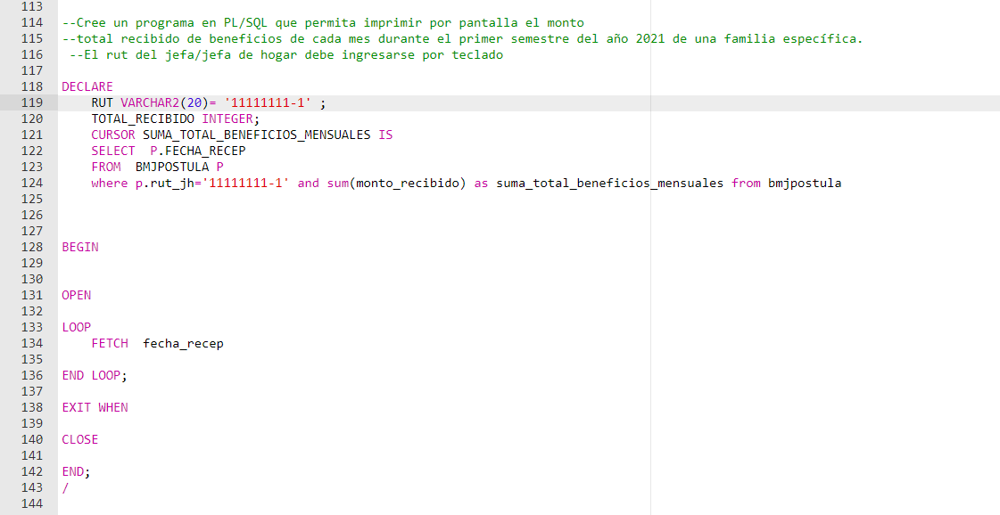 113
114 --Cree un programa en PL/SQL que permita imprimir por pantalla el monto
115 --total recibido de beneficios de cada mes durante el primer semestre del año 2021 de una familia específica.
116  --El rut del jefa/jefa de hogar debe ingresarse por teclado
117
118 DECLARE
119     RUT VARCHAR2(20)= '11111111-1' ;
120     TOTAL_RECIBIDO INTEGER;
121     CURSOR SUMA_TOTAL_BENEFICIOS_MENSUALES IS
122     SELECT  P.FECHA_RECEP
123     FROM  BMJPOSTULA P
124     where p.rut_jh='11111111-1' and sum(monto_recibido) as suma_total_beneficios_mensuales from bmjpostula
125
126
127
128 BEGIN
129
130
131 OPEN
132
133 LOOP
134     FETCH  fecha_recep
135
136 END LOOP;
137
138 EXIT WHEN
139
140 CLOSE
141
142 END;
143 /
144